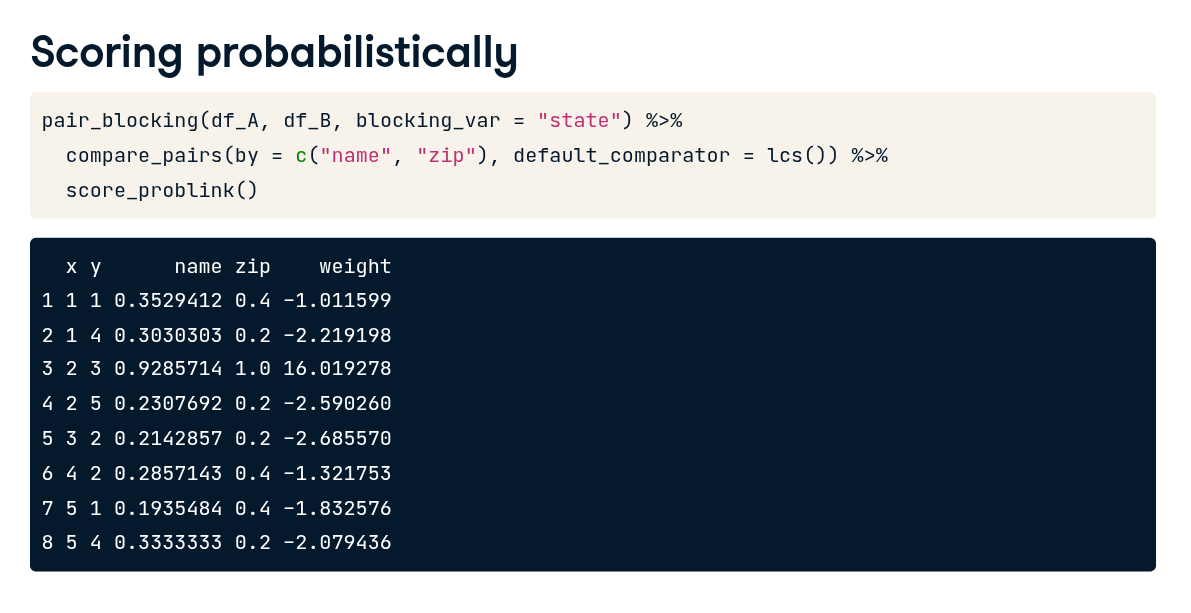 Scoring probabilistically
pair_blocking(df_A, df_B, blocking_var = "state") %>%
  compare_pairs(by = c("name", "zip"), default_comparator = lcs()) %>%
  score_problink()
  x y      name zip    weight
1 1 1 0.3529412 0.4 -1.011599
2 1 4 0.3030303 0.2 -2.219198
3 2 3 0.9285714 1.0 16.019278
4 2 5 0.2307692 0.2 -2.590260
5 3 2 0.2142857 0.2 -2.685570
6 4 2 0.2857143 0.4 -1.321753
7 5 1 0.1935484 0.4 -1.832576
8 5 4 0.3333333 0.2 -2.079436